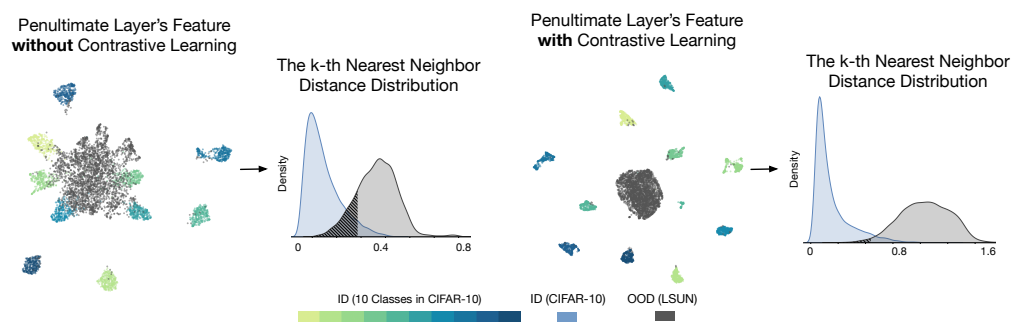 Penultimate Layer's Feature
without Contrastive Learning
The k-th Nearest Neighbor
Distance Distribution
Density
0
0.4
0.8
Penultimate Layer's Feature
with Contrastive Learning
The k-th Nearest Neighbor
Distance Distribution
Density
0
0.8
1.6
ID (10 Classes in CIFAR-10)
ID (CIFAR-10)
OOD (LSUN)